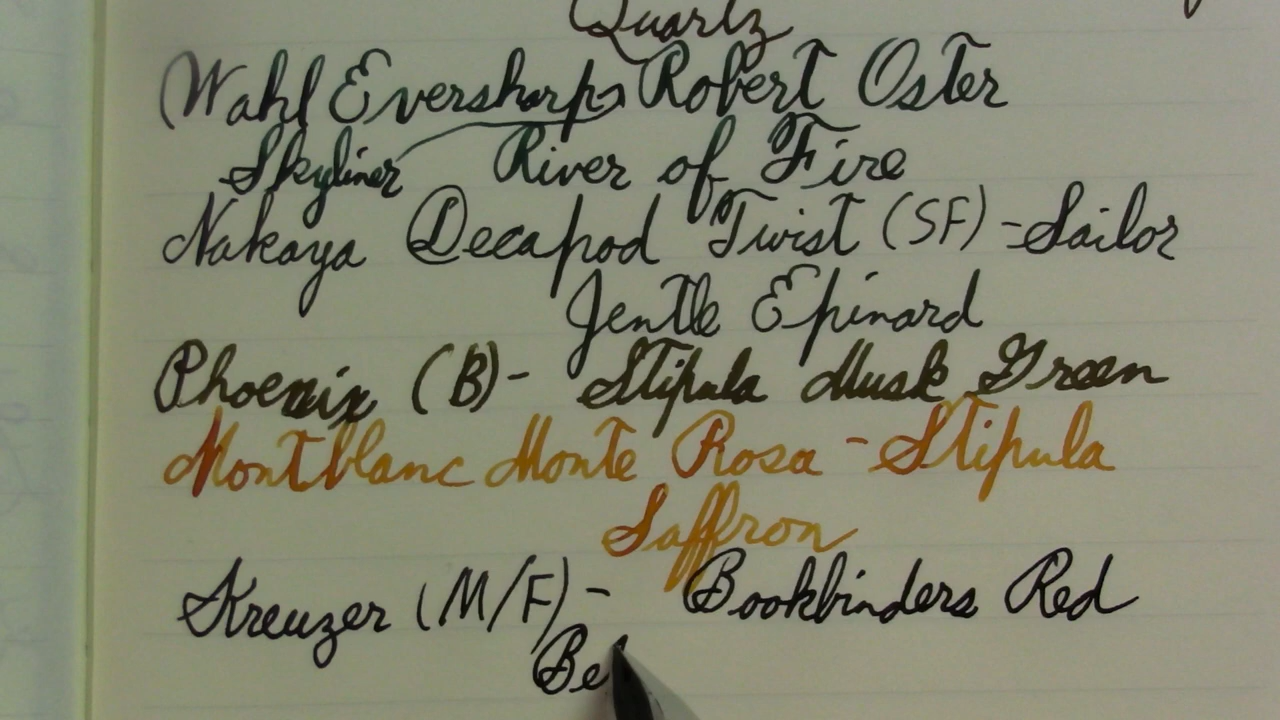 Quartz
Wahl Eversharp Robert Oster
Skyliner River of Fire
Nakaya Decapod Twist (SF) - Sailor
Jentle Epinard
Phoenix (B) - Stipula Musk Green
Montblanc Monte Rosa - Stipula
Saffron
Kreuzer (M/F) - Bookbinders Red
Be